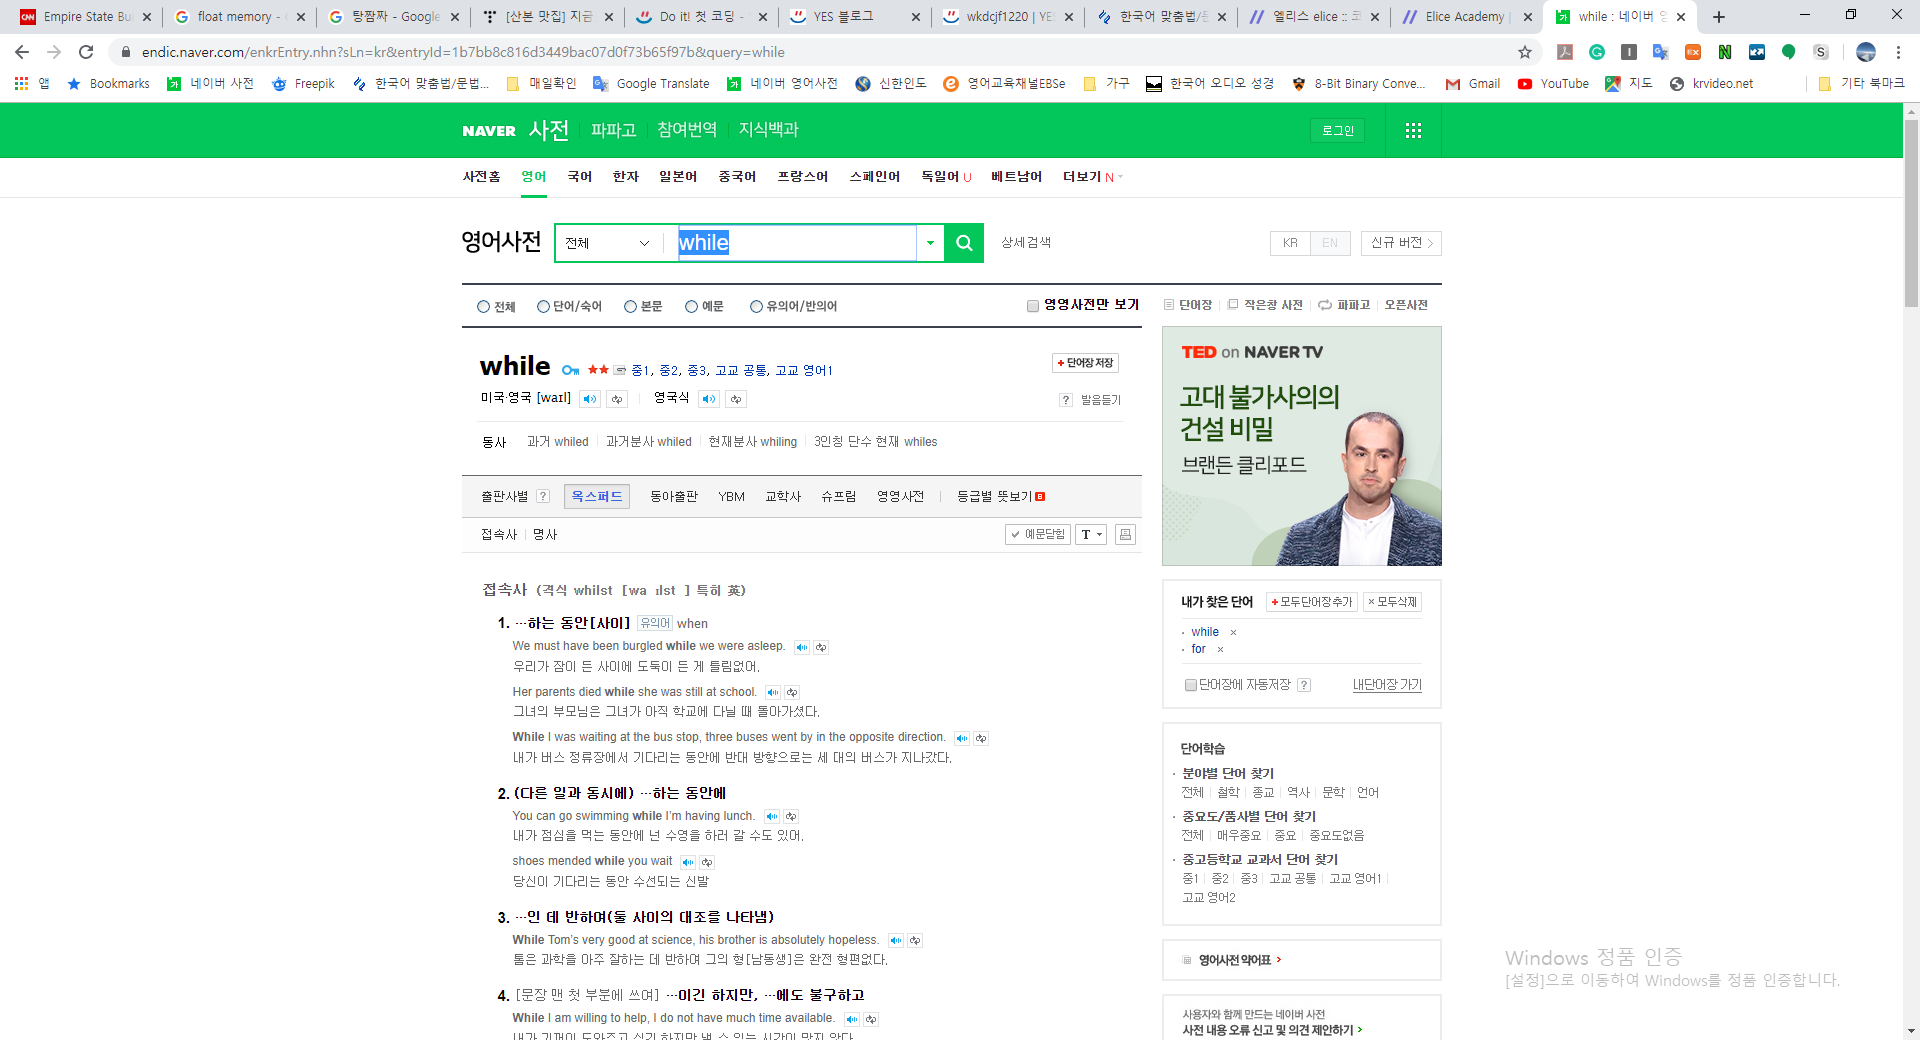 Empire State Bu
float memory -
탕짬짜 - Google
[산본 맛집] 지금
Do it! 첫 코딩 -
YES 블로그
wkdcjf1220 | YES
한국어 맞춤법/문
엘리스 elice :: 코
Elice Academy |
while : 네이버 영
endic.naver.com/enkrEntry.nhn?sLn=kr&entryId=1b7bb8c816d3449bac07d0f73b65f97b&query=while
앱 Bookmarks 네이버 사전 Freepik 한국어 맞춤법/문법... 매일확인 Google Translate 네이버 영어사전 신한인도 영어교육채널EBSe 가구 한국어 오디오 성경 8-Bit Binary Conve... Gmail YouTube 지도 krvideo.net 기타 북마크
NAVER 사전 파파고 참여번역 지식백과 로그인
사전홈 영어 국어 한자 일본어 중국어 프랑스어 스페인어 독일어 U 베트남어 더보기 N
영어사전 전체 while 상세검색 KR EN 신규 버전
전체 단어/숙어 본문 예문 유의어/반의어 영영사전만 보기 단어장 작은창 사전 파파고 오픈사전
while ★★ 중1, 중2, 중3, 고교 공통, 고교 영어1 + 단어장 저장
미국·영국 [waɪl] 영국식 ? 발음듣기
동사 과거 whiled 과거분사 whiled 현재분사 whiling 3인칭 단수 현재 whiles
출판사별 ? 옥스퍼드 동아출판 YBM 교학사 슈프림 영영사전 등급별 뜻보기
접속사 명사 예문닫힘 T
접속사 (격식 whilst [wa ɪlst ] 특히 英)
1. …하는 동안[사이] 유의어 when
We must have been burgled while we were asleep.
우리가 잠이 든 사이에 도둑이 든 게 틀림없어.
Her parents died while she was still at school.
그녀의 부모님은 그녀가 아직 학교에 다닐 때 돌아가셨다.
While I was waiting at the bus stop, three buses went by in the opposite direction.
내가 버스 정류장에서 기다리는 동안에 반대 방향으로는 세 대의 버스가 지나갔다.
2. (다른 일과 동시에) …하는 동안에
You can go swimming while I'm having lunch.
내가 점심을 먹는 동안에 넌 수영을 하러 갈 수도 있어.
shoes mended while you wait
당신이 기다리는 동안 수선되는 신발
3. …인 데 반하여(둘 사이의 대조를 나타냄)
While Tom's very good at science, his brother is absolutely hopeless.
톰은 과학을 아주 잘하는 데 반하여 그의 형[남동생]은 완전 형편없다.
4. [문장 맨 첫 부분에 쓰여] …이긴 하지만, …에도 불구하고
While I am willing to help, I do not have much time available.
TED on NAVER TV
고대 불가사의의
건설 비밀
브랜든 클리포드
내가 찾은 단어 + 모두단어장추가 × 모두삭제
while ×
for ×
단어장에 자동저장 ? 내단어장 가기
단어학습
분야별 단어 찾기
전체 철학 종교 역사 문학 언어
중요도/품사별 단어 찾기
전체 매우중요 중요 중요도없음
중고등학교 교과서 단어 찾기
중1 중2 중3 고교 공통 고교 영어1
고교 영어2
영어사전 약어표
사용자와 함께 만드는 네이버 사전
사전 내용 오류 신고 및 의견 제안하기
Windows 정품 인증
[설정]으로 이동하여 Windows를 정품 인증합니다.